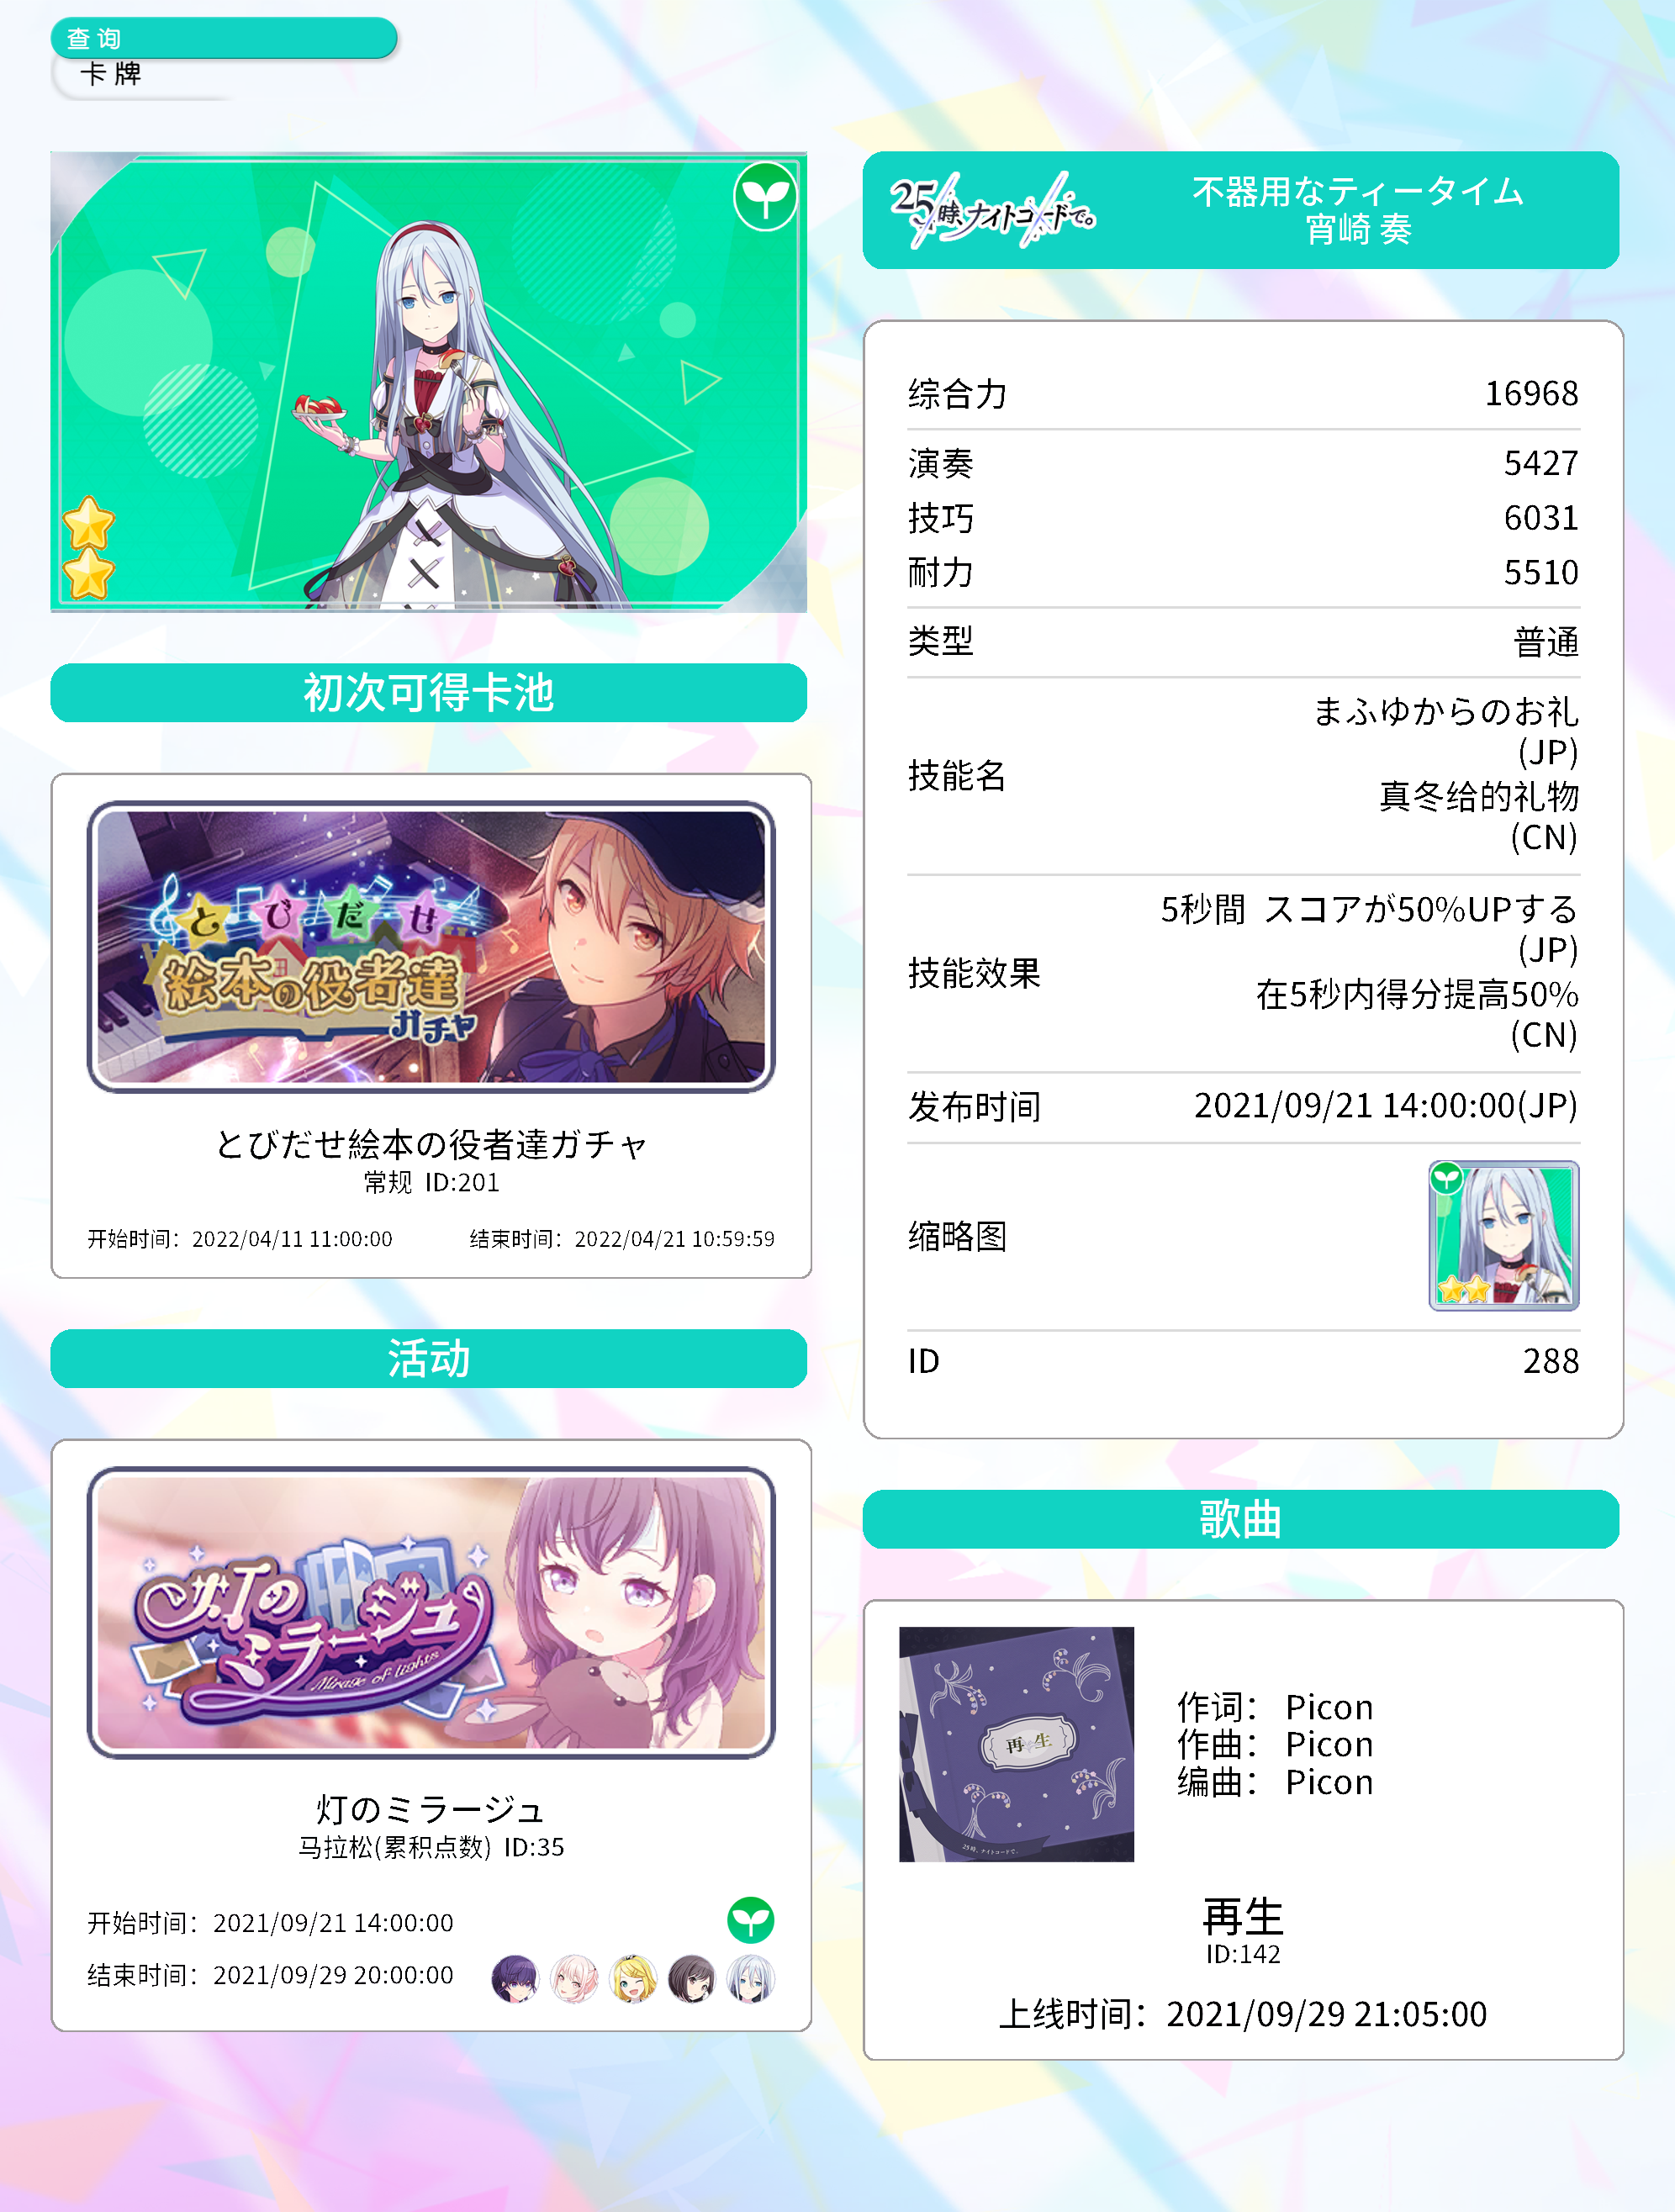 查询
卡牌
25時、ナイトコードで。
不器用なティータイム
宵崎 奏
综合力 16968
演奏 5427
技巧 6031
耐力 5510
类型 普通
技能名
まふゆからのお礼
(JP)
真冬给的礼物
(CN)
技能效果
5秒間 スコアが50%UPする
(JP)
在5秒内得分提高50%
(CN)
发布时间 2021/09/21 14:00:00(JP)
缩略图
ID 288
初次可得卡池
とびだせ
絵本の役者達
ガチャ
とびだせ絵本の役者達ガチャ
常规 ID:201
开始时间：2022/04/11 11:00:00 结束时间：2022/04/21 10:59:59
活动
灯の
ミラージュ
Mirage of lights
灯のミラージュ
马拉松(累积点数) ID:35
开始时间：2021/09/21 14:00:00
结束时间：2021/09/29 20:00:00
歌曲
再生
25時、ナイトコードで。
作词： Picon
作曲： Picon
编曲： Picon
再生
ID:142
上线时间：2021/09/29 21:05:00